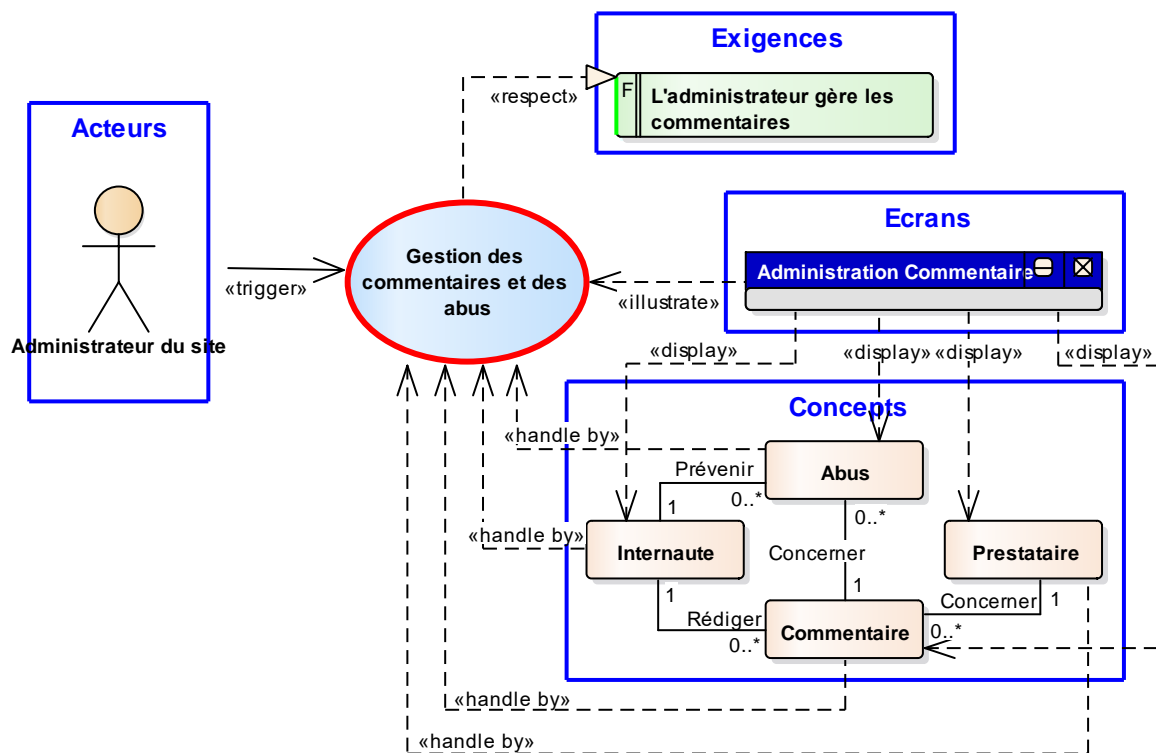 Exigences
F
L'administrateur gère les
commentaires
«respect»
Acteurs
Administrateur du site
«trigger»
Gestion des
commentaires et des
abus
Ecrans
Administration Commentaire
«illustrate»
«display»
«display»
«display»
«display»
Concepts
«handle by»
Abus
Prévenir
0..*
1
0..*
«handle by»
Internaute
Prestataire
Concerner
1
1
Concerner
1
Rédiger
0..*
Commentaire
0..*
«handle by»
«handle by»